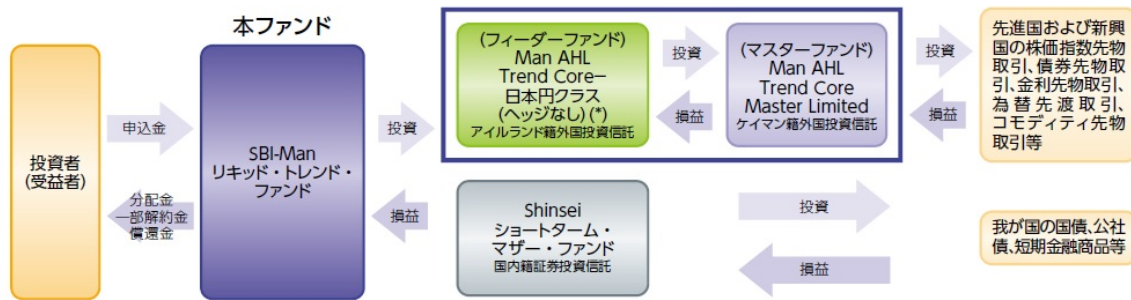 本ファンド
投資者
(受益者)
申込金
分配金
一部解約金
償還金
SBI-Man
リキッド・トレンド・
ファンド
投資
損益
(フィーダーファンド)
Man AHL
Trend Core－
日本円クラス
(ヘッジなし)(*)
アイルランド籍外国投資信託
投資
損益
(マスターファンド)
Man AHL
Trend Core
Master Limited
ケイマン籍外国投資信託
投資
損益
先進国および新興
国の株価指数先物
取引、債券先物取
引、金利先物取引、
為替先渡取引、
コモディティ先物
取引等
Shinsei
ショートターム・
マザー・ファンド
国内籍証券投資信託
投資
損益
我が国の国債、公社
債、短期金融商品等